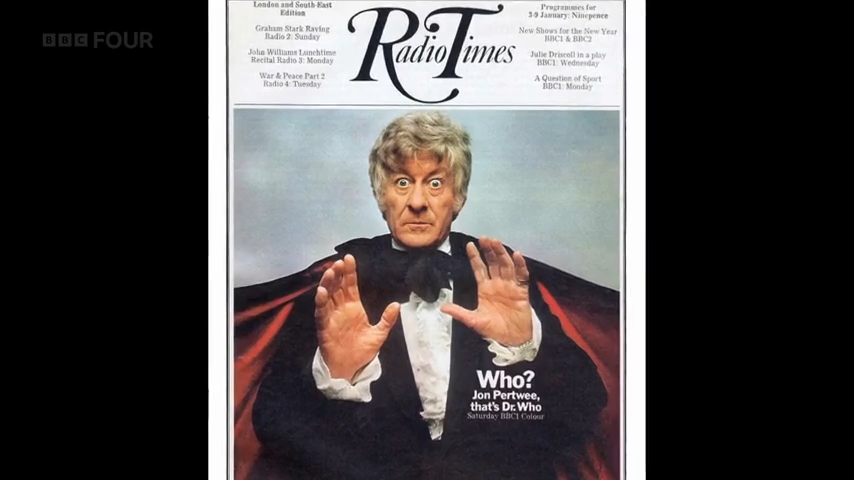 BBC FOUR
London and South-East
Edition
Graham Stark Raving
Radio 2: Sunday
John Williams Lunchtime
Recital Radio 3: Monday
War & Peace Part 2
Radio 4: Tuesday
Radio Times
Programmes for
3-9 January: Ninepence
New Shows for the New Year
BBC1 & BBC2
Julie Driscoll in a play
BBC1: Wednesday
A Question of Sport
BBC1: Monday
Who?
Jon Pertwee,
that's Dr. Who
Saturday BBC1 Colour